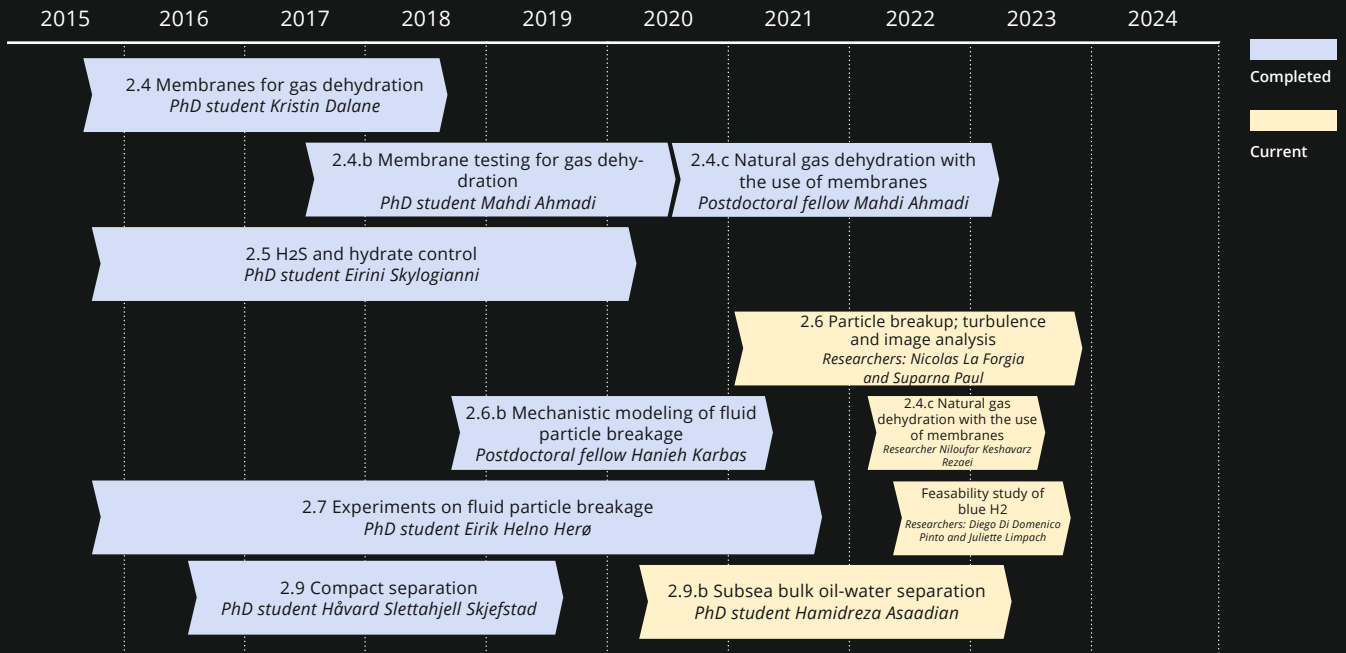 2015 2016 2017 2018 2019 2020 2021 2022 2023 2024
Completed
Current
2.4 Membranes for gas dehydration
PhD student Kristin Dalane
2.4.b Membrane testing for gas dehy-
dration
PhD student Mahdi Ahmadi
2.4.c Natural gas dehydration with
the use of membranes
Postdoctoral fellow Mahdi Ahmadi
2.5 H2S and hydrate control
PhD student Eirini Skylogianni
2.6 Particle breakup; turbulence
and image analysis
Researchers: Nicolas La Forgia
and Suparna Paul
2.6.b Mechanistic modeling of fluid
particle breakage
Postdoctoral fellow Hanieh Karbas
2.4.c Natural gas
dehydration with the use
of membranes
Researcher Niloufar Keshavarz
Rezaei
2.7 Experiments on fluid particle breakage
PhD student Eirik Helno Herø
Feasability study of
blue H2
Researchers: Diego Di Domenico
Pinto and Juliette Limpach
2.9 Compact separation
PhD student Håvard Slettahjell Skjefstad
2.9.b Subsea bulk oil-water separation
PhD student Hamidreza Asaadian